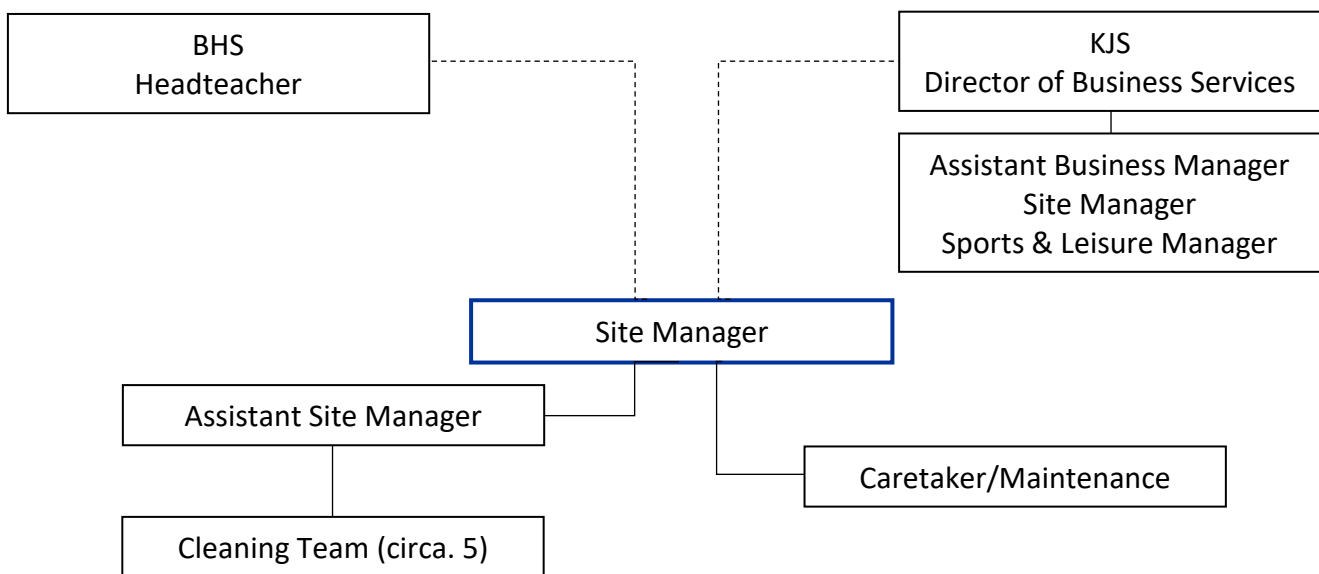 BHS
Headteacher
KJS
Director of Business Services
Assistant Business Manager
Site Manager
Sports & Leisure Manager
Site Manager
Assistant Site Manager
Caretaker/Maintenance
Cleaning Team (circa. 5)